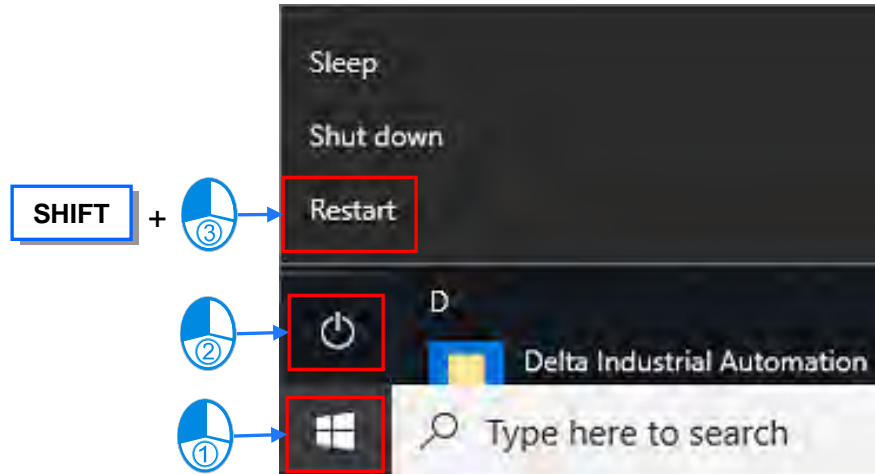 Sleep
Shut down
SHIFT + ③ Restart
② D
Delta Industrial Automation
① Type here to search